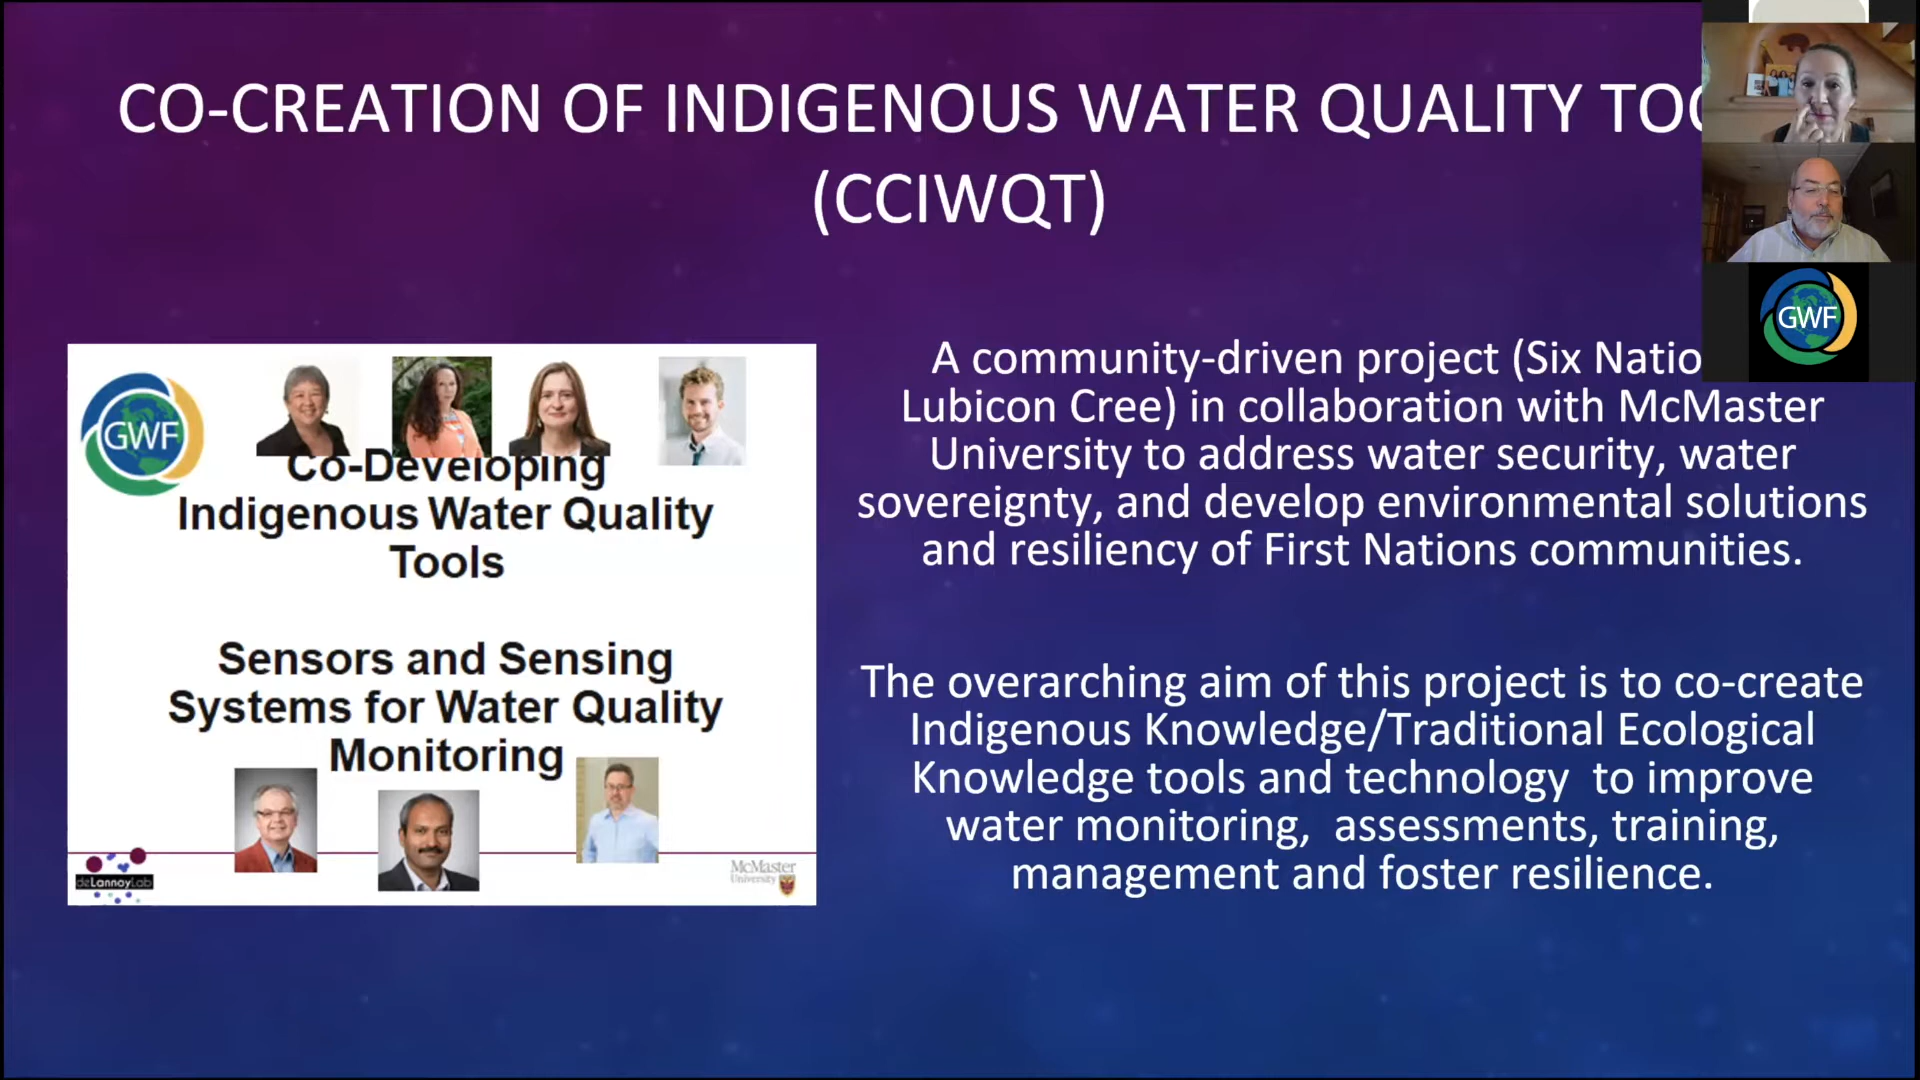 CO-CREATION OF INDIGENOUS WATER QUALITY
(CCIWQT)
GWF
Co-Developing
Indigenous Water Quality
Tools
Sensors and Sensing
Systems for Water Quality
Monitoring
deLannoyLab
McMaster
University
A community-driven project (Six
Lubicon Cree) in collaboration with McMaster
University to address water security, water
sovereignty, and develop environmental solutions
and resiliency of First Nations communities.
The overarching aim of this project is to co-create
Indigenous Knowledge/Traditional Ecological
Knowledge tools and technology to improve
water monitoring, assessments, training,
management and foster resilience.
GWF